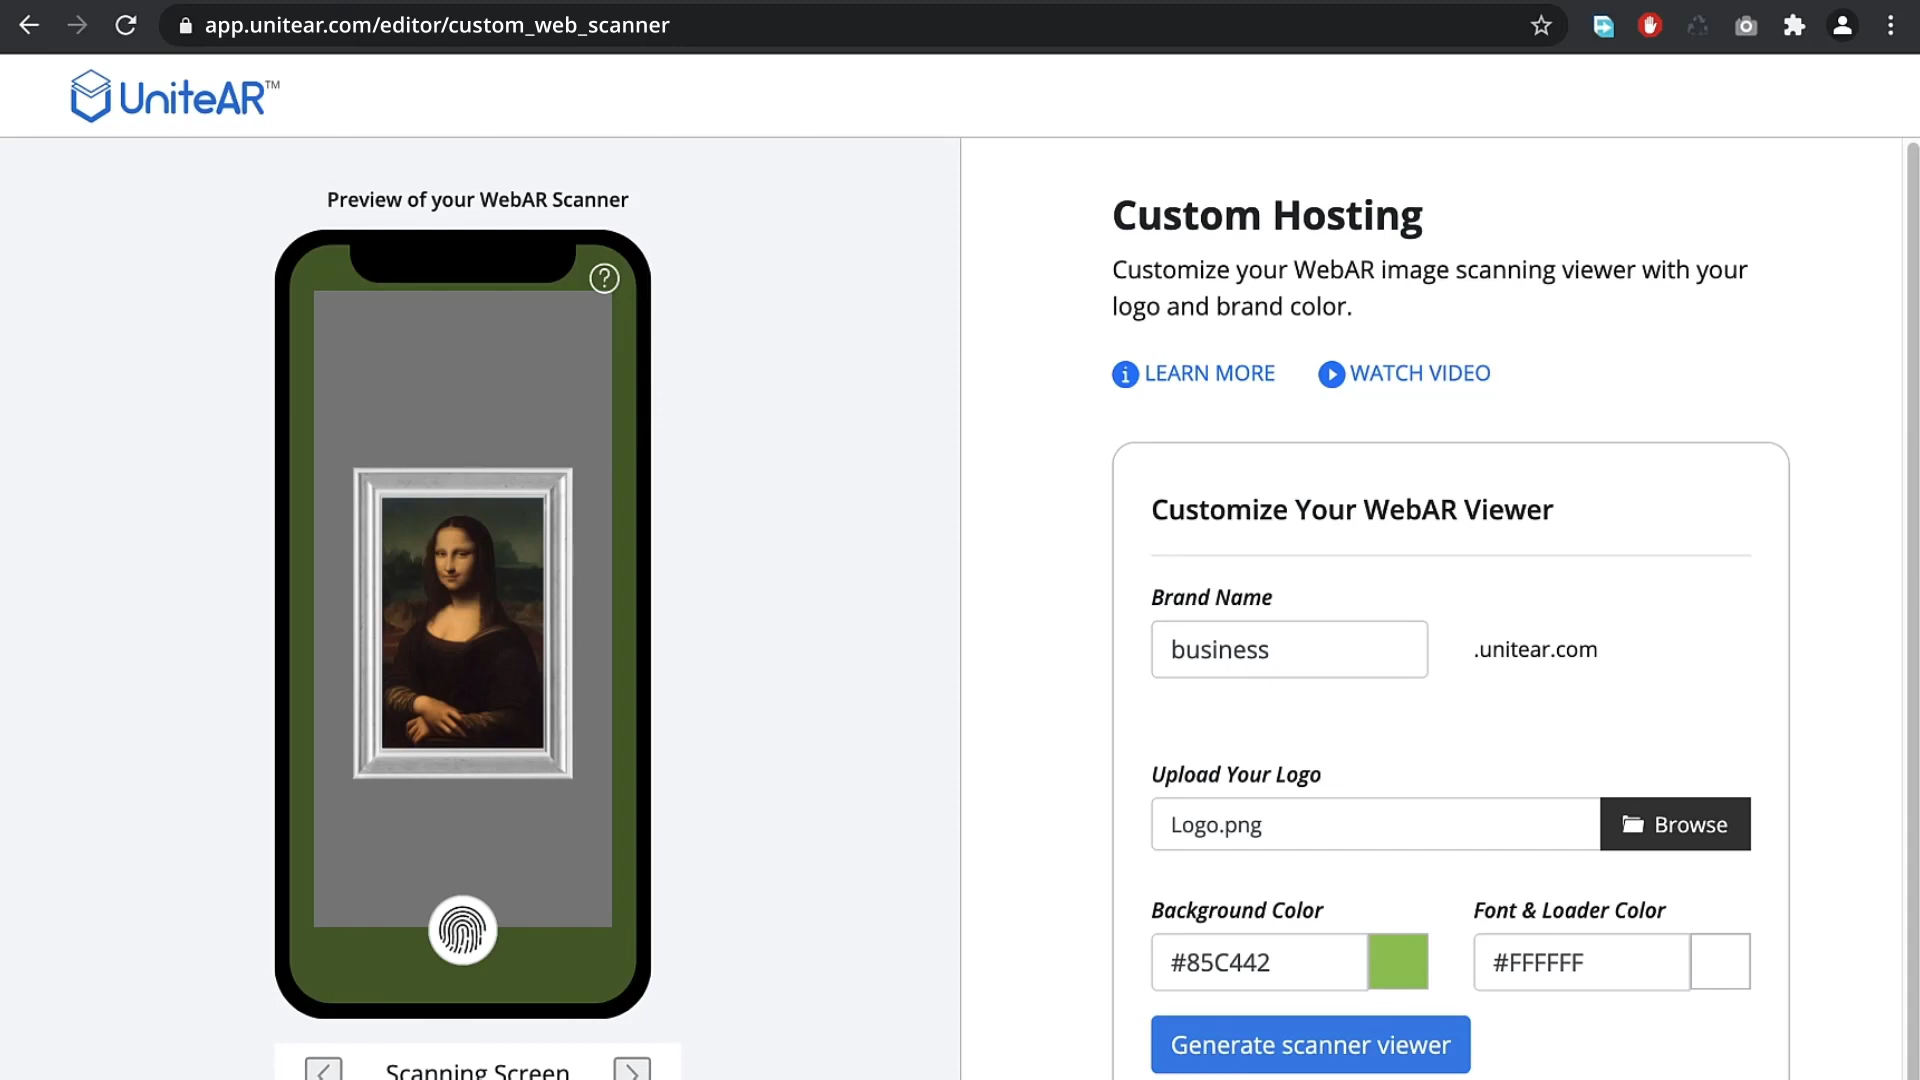 app.unitear.com/editor/custom_web_scanner
UniteAR™
Preview of your WebAR Scanner
?
Scanning Screen
Custom Hosting
Customize your WebAR image scanning viewer with your
logo and brand color.
LEARN MORE
WATCH VIDEO
Customize Your WebAR Viewer
Brand Name
business
.unitear.com
Upload Your Logo
Logo.png
Browse
Background Color
Font & Loader Color
#85C442
#FFFFFF
Generate scanner viewer